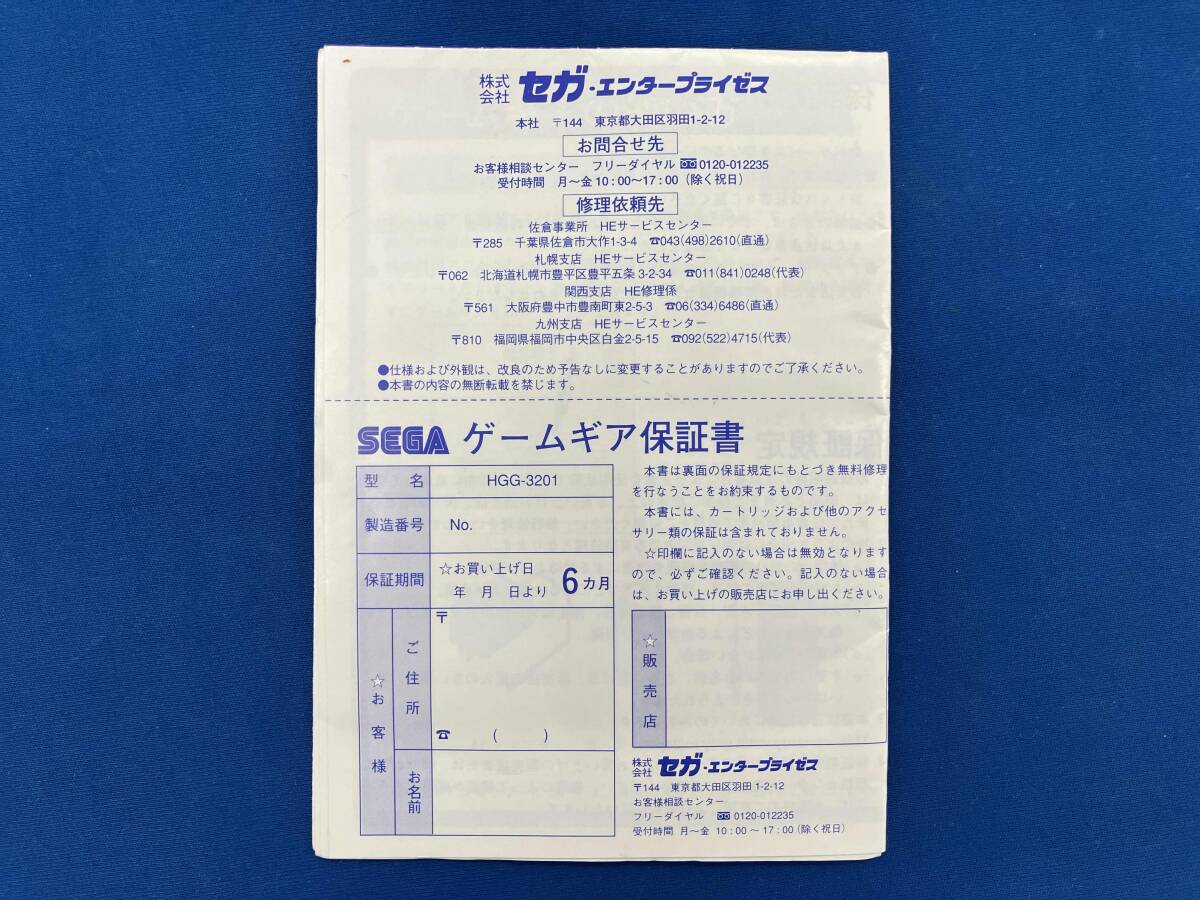 株式会社 セガ・エンタープライゼス
本社 〒144 東京都大田区羽田1-2-12
お問合せ先
お客様相談センター フリーダイヤル 0120-012235
受付時間 月～金 10:00～17:00 (除く祝日)
修理依頼先
佐倉事業所 HEサービスセンター
〒285 千葉県佐倉市大作1-3-4 ☎043(498)2610(直通)
札幌支店 HEサービスセンター
〒062 北海道札幌市豊平区豊平五条 3-2-34 ☎011(841)0248(代表)
関西支店 HE修理係
〒561 大阪府豊中市豊南町東2-5-3 ☎06(334)6486(直通)
九州支店 HEサービスセンター
〒810 福岡県福岡市中央区白金2-5-15 ☎092(522)4715(代表)
●仕様および外観は、改良のため予告なしに変更することがありますのでご了承ください。
●本書の内容の無断転載を禁じます。
SEGA ゲームギア保証書
型名 HGG-3201
製造番号 No.
保証期間 ☆お買い上げ日
年 月 日より 6カ月
☆お客様
ご住所
〒
☎ ( )
お名前
本書は裏面の保証規定にもとづき無料修理
を行なうことをお約束するものです。
本書には、カートリッジおよび他のアクセ
サリー類の保証は含まれておりません。
☆印欄に記入のない場合は無効となります
ので、必ずご確認ください。記入のない場合
は、お買い上げの販売店にお申し出ください。
☆販売店
株式会社 セガ・エンタープライゼス
〒144 東京都大田区羽田 1-2-12
お客様相談センター
フリーダイヤル 0120-012235
受付時間 月～金 10:00～17:00 (除く祝日)